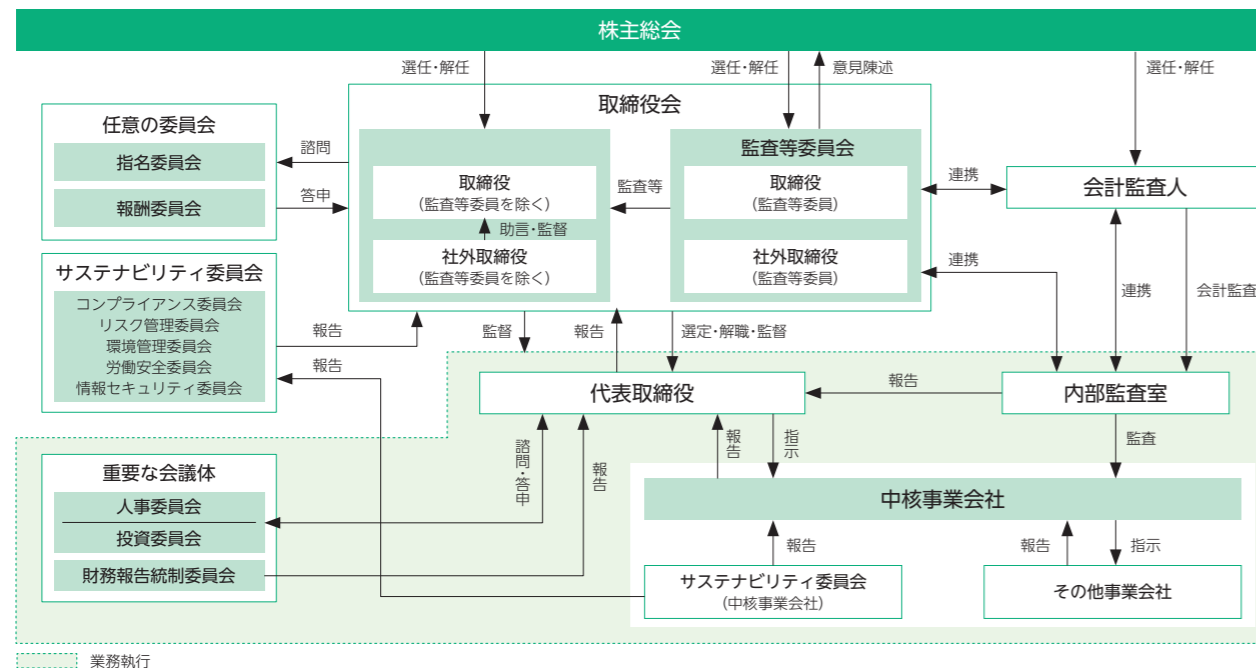 株主総会
選任・解任
選任・解任
意見陳述
選任・解任
取締役会
任意の委員会
指名委員会
報酬委員会
諮問
答申
取締役
(監査等委員を除く)
助言・監督
社外取締役
(監査等委員を除く)
監査等
監査等委員会
取締役
(監査等委員)
社外取締役
(監査等委員)
連携
連携
会計監査人
連携
会計監査
サステナビリティ委員会
コンプライアンス委員会
リスク管理委員会
環境管理委員会
労働安全委員会
情報セキュリティ委員会
報告
報告
監督
報告
選定・解職・監督
代表取締役
報告
内部監査室
諮問・答申
報告
報告
指示
監査
重要な会議体
人事委員会
投資委員会
財務報告統制委員会
中核事業会社
報告
報告
指示
サステナビリティ委員会
(中核事業会社)
その他事業会社
業務執行